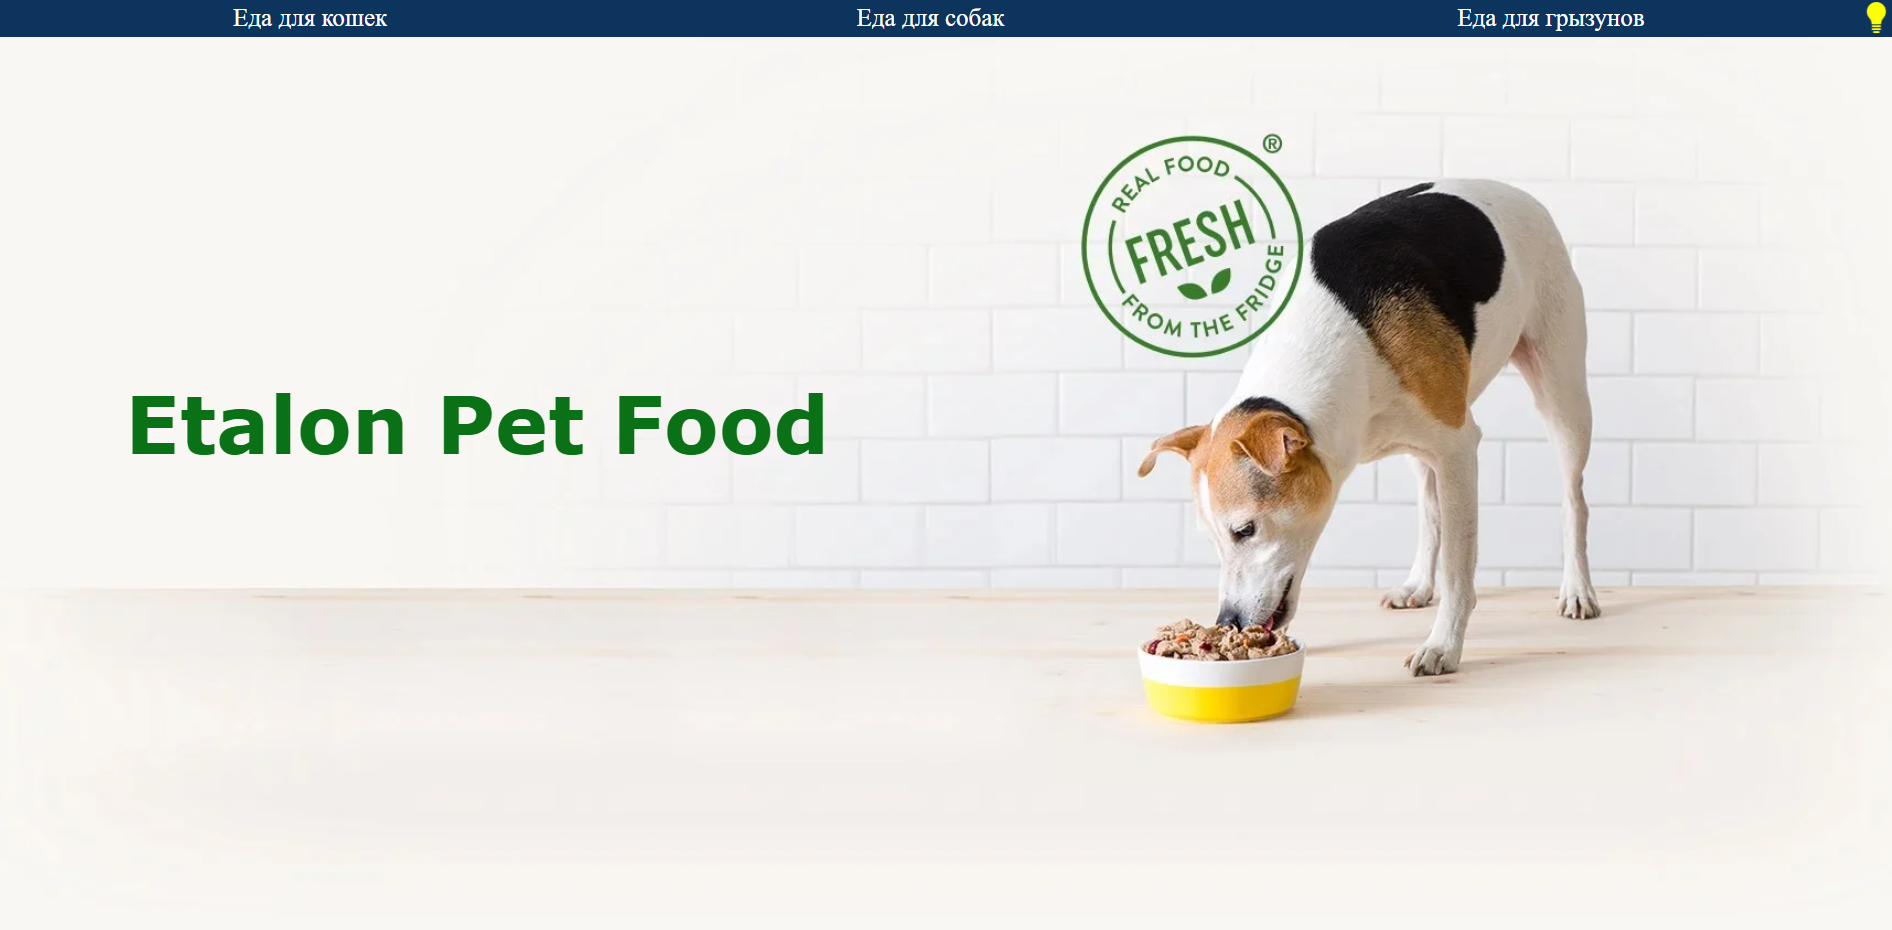 Еда для кошек
Еда для собак
Еда для грызунов
®
REAL FOOD
FRESH
FROM THE FRIDGE
Etalon Pet Food